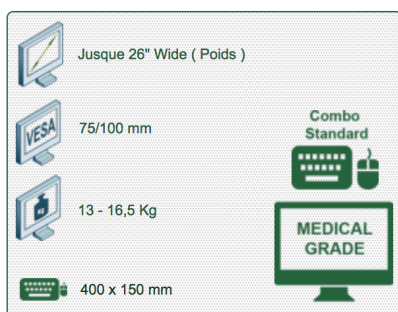 Jusque 26" Wide ( Poids )
VESA
75/100 mm
Combo
Standard
KG
13 - 16,5 Kg
MEDICAL
GRADE
400 x 150 mm